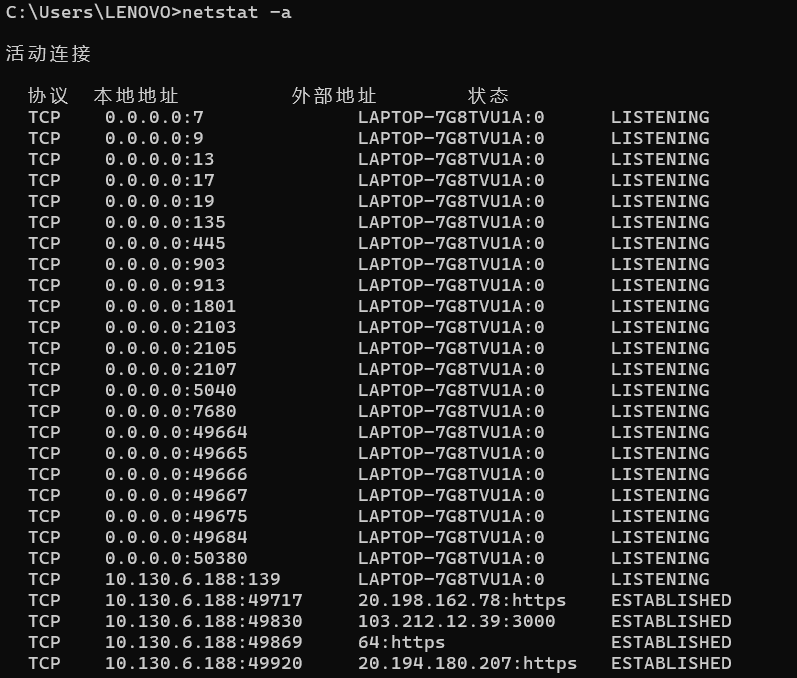 C:\Users\LENOVO>netstat -a
活动连接
协议 本地地址 外部地址 状态
TCP 0.0.0.0:7 LAPTOP-7G8TVU1A:0 LISTENING
TCP 0.0.0.0:9 LAPTOP-7G8TVU1A:0 LISTENING
TCP 0.0.0.0:13 LAPTOP-7G8TVU1A:0 LISTENING
TCP 0.0.0.0:17 LAPTOP-7G8TVU1A:0 LISTENING
TCP 0.0.0.0:19 LAPTOP-7G8TVU1A:0 LISTENING
TCP 0.0.0.0:135 LAPTOP-7G8TVU1A:0 LISTENING
TCP 0.0.0.0:445 LAPTOP-7G8TVU1A:0 LISTENING
TCP 0.0.0.0:903 LAPTOP-7G8TVU1A:0 LISTENING
TCP 0.0.0.0:913 LAPTOP-7G8TVU1A:0 LISTENING
TCP 0.0.0.0:1801 LAPTOP-7G8TVU1A:0 LISTENING
TCP 0.0.0.0:2103 LAPTOP-7G8TVU1A:0 LISTENING
TCP 0.0.0.0:2105 LAPTOP-7G8TVU1A:0 LISTENING
TCP 0.0.0.0:2107 LAPTOP-7G8TVU1A:0 LISTENING
TCP 0.0.0.0:5040 LAPTOP-7G8TVU1A:0 LISTENING
TCP 0.0.0.0:7680 LAPTOP-7G8TVU1A:0 LISTENING
TCP 0.0.0.0:49664 LAPTOP-7G8TVU1A:0 LISTENING
TCP 0.0.0.0:49665 LAPTOP-7G8TVU1A:0 LISTENING
TCP 0.0.0.0:49666 LAPTOP-7G8TVU1A:0 LISTENING
TCP 0.0.0.0:49667 LAPTOP-7G8TVU1A:0 LISTENING
TCP 0.0.0.0:49675 LAPTOP-7G8TVU1A:0 LISTENING
TCP 0.0.0.0:49684 LAPTOP-7G8TVU1A:0 LISTENING
TCP 0.0.0.0:50380 LAPTOP-7G8TVU1A:0 LISTENING
TCP 10.130.6.188:139 LAPTOP-7G8TVU1A:0 LISTENING
TCP 10.130.6.188:49717 20.198.162.78:https ESTABLISHED
TCP 10.130.6.188:49830 103.212.12.39:3000 ESTABLISHED
TCP 10.130.6.188:49869 64:https ESTABLISHED
TCP 10.130.6.188:49920 20.194.180.207:https ESTABLISHED